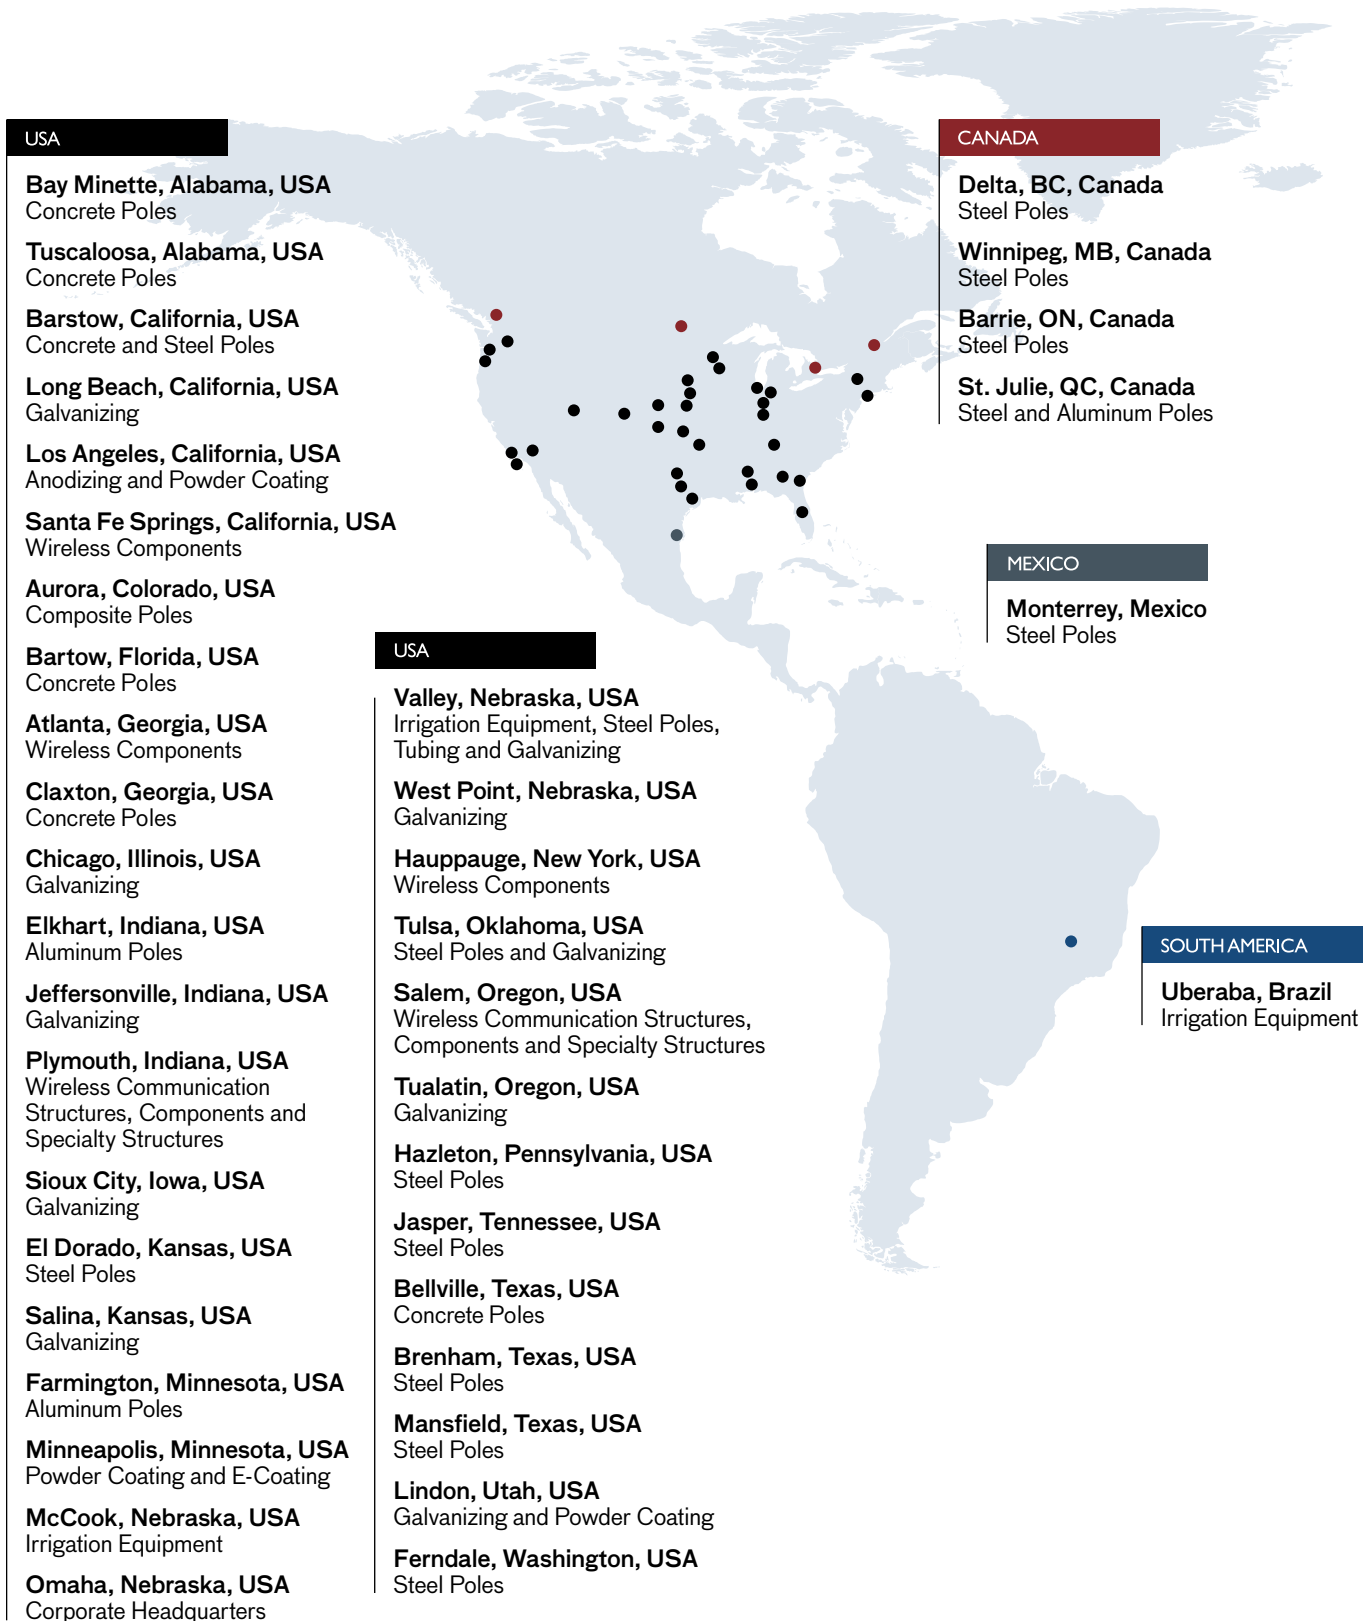 USA
Bay Minette, Alabama, USA
Concrete Poles
Tuscaloosa, Alabama, USA
Concrete Poles
Barstow, California, USA
Concrete and Steel Poles
Long Beach, California, USA
Galvanizing
Los Angeles, California, USA
Anodizing and Powder Coating
Santa Fe Springs, California, USA
Wireless Components
Aurora, Colorado, USA
Composite Poles
Bartow, Florida, USA
Concrete Poles
Atlanta, Georgia, USA
Wireless Components
Claxton, Georgia, USA
Concrete Poles
Chicago, Illinois, USA
Galvanizing
Elkhart, Indiana, USA
Aluminum Poles
Jeffersonville, Indiana, USA
Galvanizing
Plymouth, Indiana, USA
Wireless Communication
Structures, Components and
Specialty Structures
Sioux City, Iowa, USA
Galvanizing
El Dorado, Kansas, USA
Steel Poles
Salina, Kansas, USA
Galvanizing
Farmington, Minnesota, USA
Aluminum Poles
Minneapolis, Minnesota, USA
Powder Coating and E-Coating
McCook, Nebraska, USA
Irrigation Equipment
Omaha, Nebraska, USA
Corporate Headquarters
USA
Valley, Nebraska, USA
Irrigation Equipment, Steel Poles,
Tubing and Galvanizing
West Point, Nebraska, USA
Galvanizing
Hauppauge, New York, USA
Wireless Components
Tulsa, Oklahoma, USA
Steel Poles and Galvanizing
Salem, Oregon, USA
Wireless Communication Structures,
Components and Specialty Structures
Tualatin, Oregon, USA
Galvanizing
Hazleton, Pennsylvania, USA
Steel Poles
Jasper, Tennessee, USA
Steel Poles
Bellville, Texas, USA
Concrete Poles
Brenham, Texas, USA
Steel Poles
Mansfield, Texas, USA
Steel Poles
Lindon, Utah, USA
Galvanizing and Powder Coating
Ferndale, Washington, USA
Steel Poles
CANADA
Delta, BC, Canada
Steel Poles
Winnipeg, MB, Canada
Steel Poles
Barrie, ON, Canada
Steel Poles
St. Julie, QC, Canada
Steel and Aluminum Poles
MEXICO
Monterrey, Mexico
Steel Poles
SOUTH AMERICA
Uberaba, Brazil
Irrigation Equipment